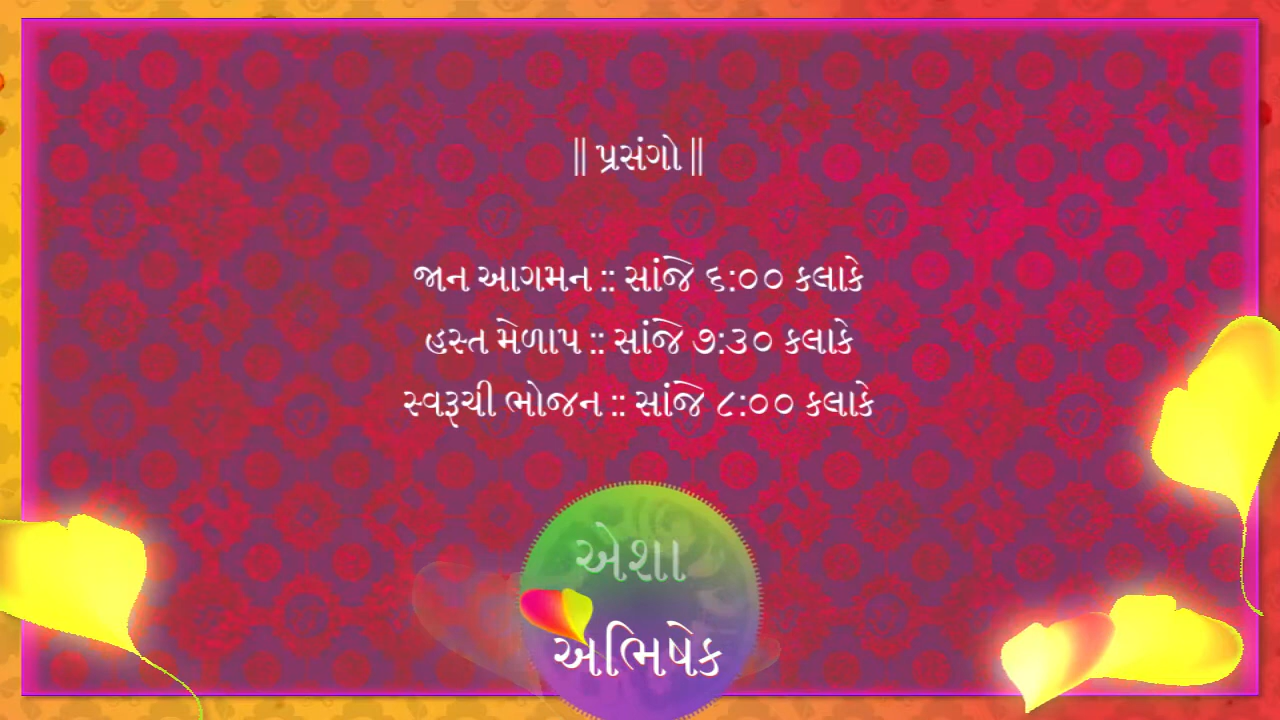 || પ્રસંગો ||
જાન આગમન :: સાંજે ૬:૦૦ કલાકે
હસ્ત મેળાપ :: સાંજે ૭:૩૦ કલાકે
સ્વરૂચી ભોજન :: સાંજે ૮:૦૦ કલાકે
એશા
અભિષેક